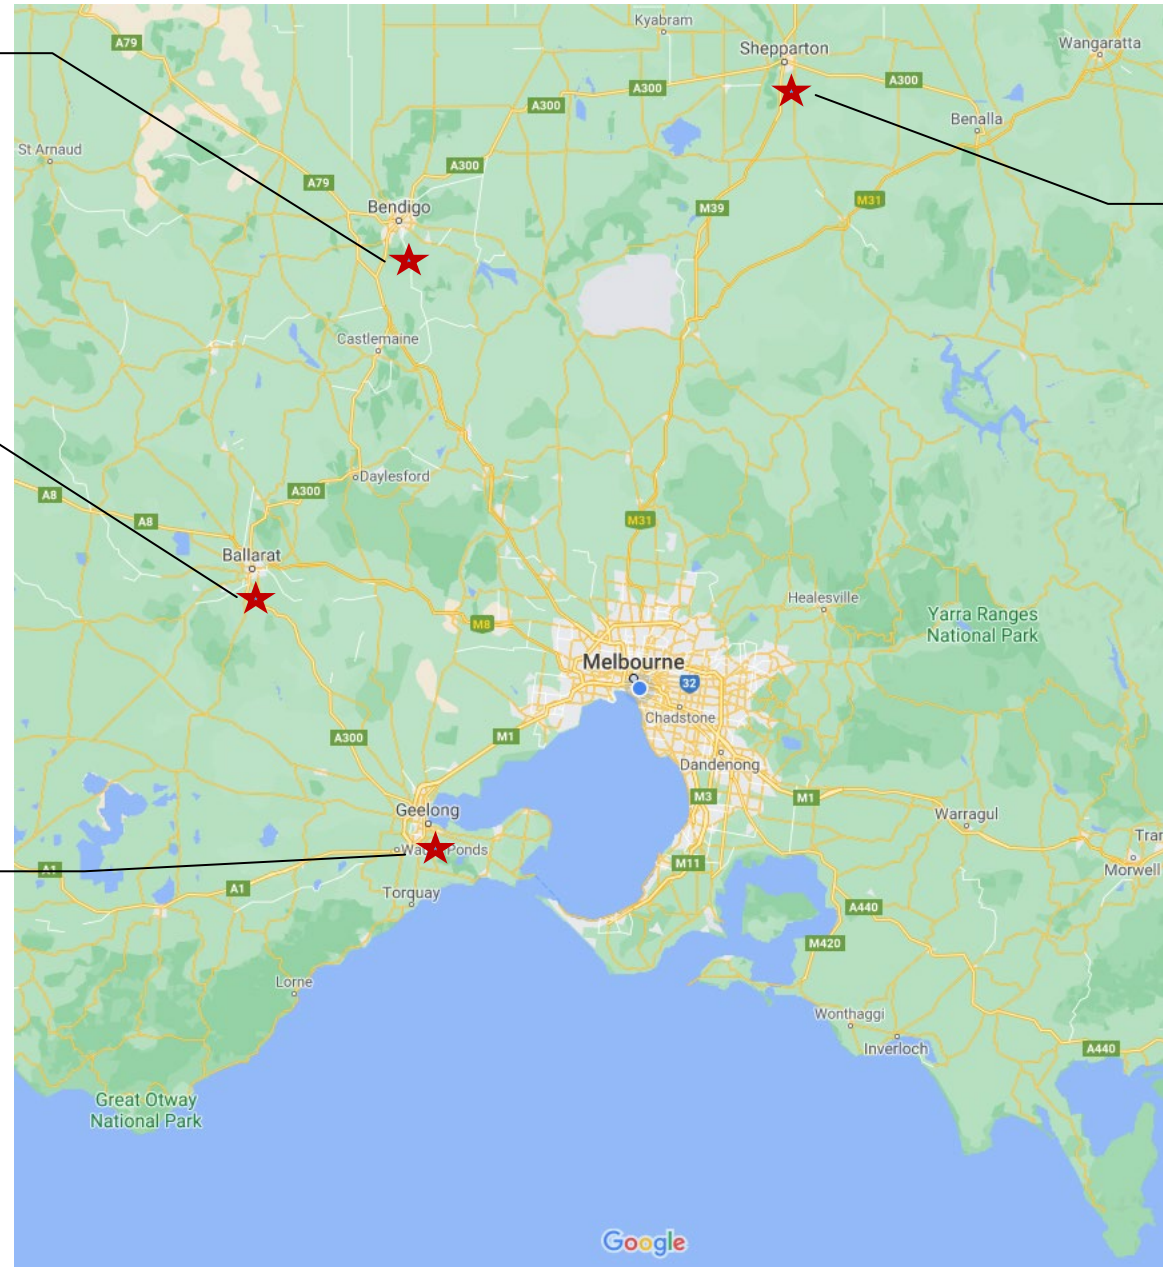 Kyabram
A79
Shepparton
Wangaratta
A300
A300
A300
Benalla
St Arnaud
A300
A79
M31
Bendigo
M39
Castlemaine
Daylesford
A300
A8
A8
M31
Ballarat
Healesville
Yarra Ranges
National Park
M8
Melbourne
32
Chadstone
A300
M1
Dandenong
M3
M1
Geelong
Warragul
Ponds
M11
Morwell
A1
A1
Torquay
A440
M420
Lorne
Wonthaggi
Inverloch
A440
Great Otway
National Park
Google